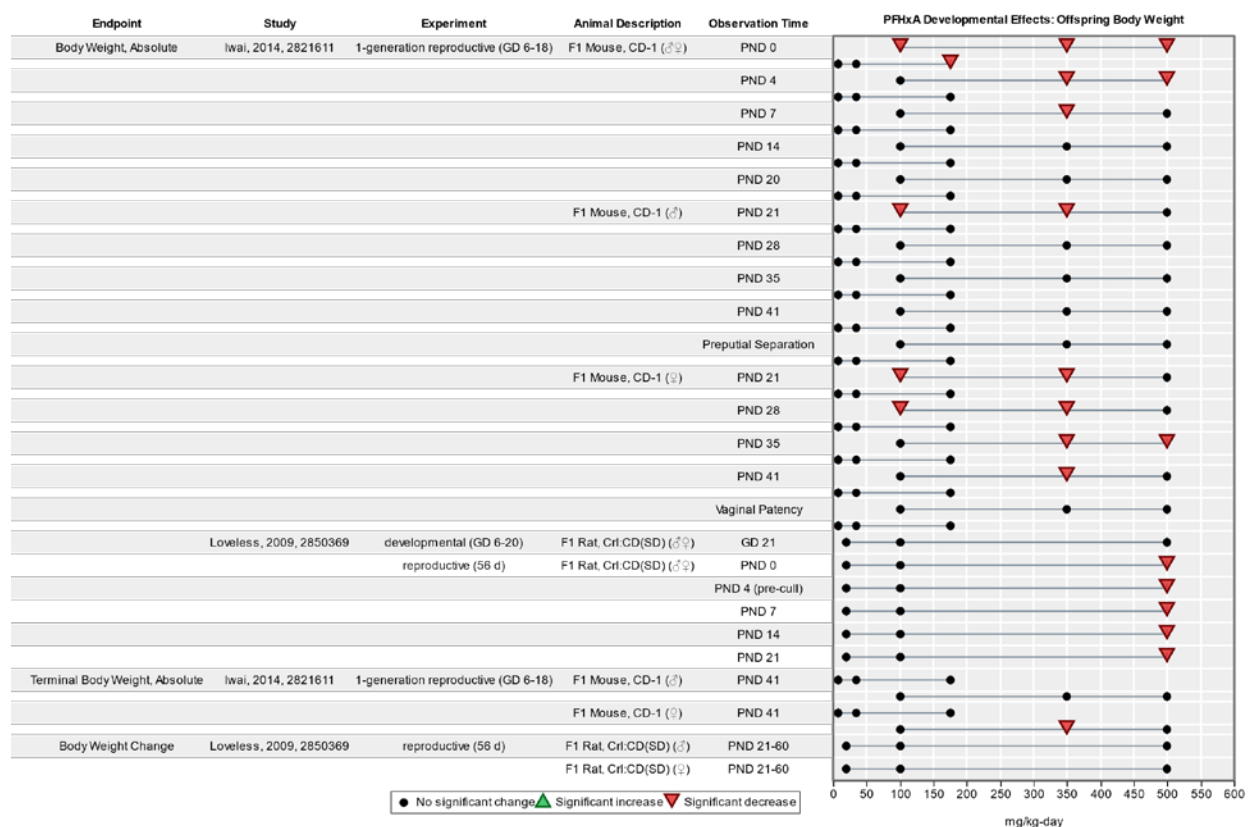 Endpoint Study Experiment Animal Description Observation Time PFHxA Developmental Effects: Offspring Body Weight
Body Weight, Absolute Iwai, 2014, 2821611 1-generation reproductive (GD 6-18) F1 Mouse, CD-1 (♂♀) PND 0
PND 4
PND 7
PND 14
PND 20
F1 Mouse, CD-1 (♂) PND 21
PND 28
PND 35
PND 41
Preputial Separation
F1 Mouse, CD-1 (♀) PND 21
PND 28
PND 35
PND 41
Vaginal Patency
Loveless, 2009, 2850369 developmental (GD 6-20) F1 Rat, Crl:CD(SD) (♂♀) GD 21
reproductive (56 d) F1 Rat, Crl:CD(SD) (♂♀) PND 0
PND 4 (pre-cull)
PND 7
PND 14
PND 21
Terminal Body Weight, Absolute Iwai, 2014, 2821611 1-generation reproductive (GD 6-18) F1 Mouse, CD-1 (♂) PND 41
F1 Mouse, CD-1 (♀) PND 41
Body Weight Change Loveless, 2009, 2850369 reproductive (56 d) F1 Rat, Crl:CD(SD) (♂) PND 21-60
F1 Rat, Crl:CD(SD) (♀) PND 21-60
0 50 100 150 200 250 300 350 400 450 500 550 600
No significant change Significant increase Significant decrease
mg/kg-day